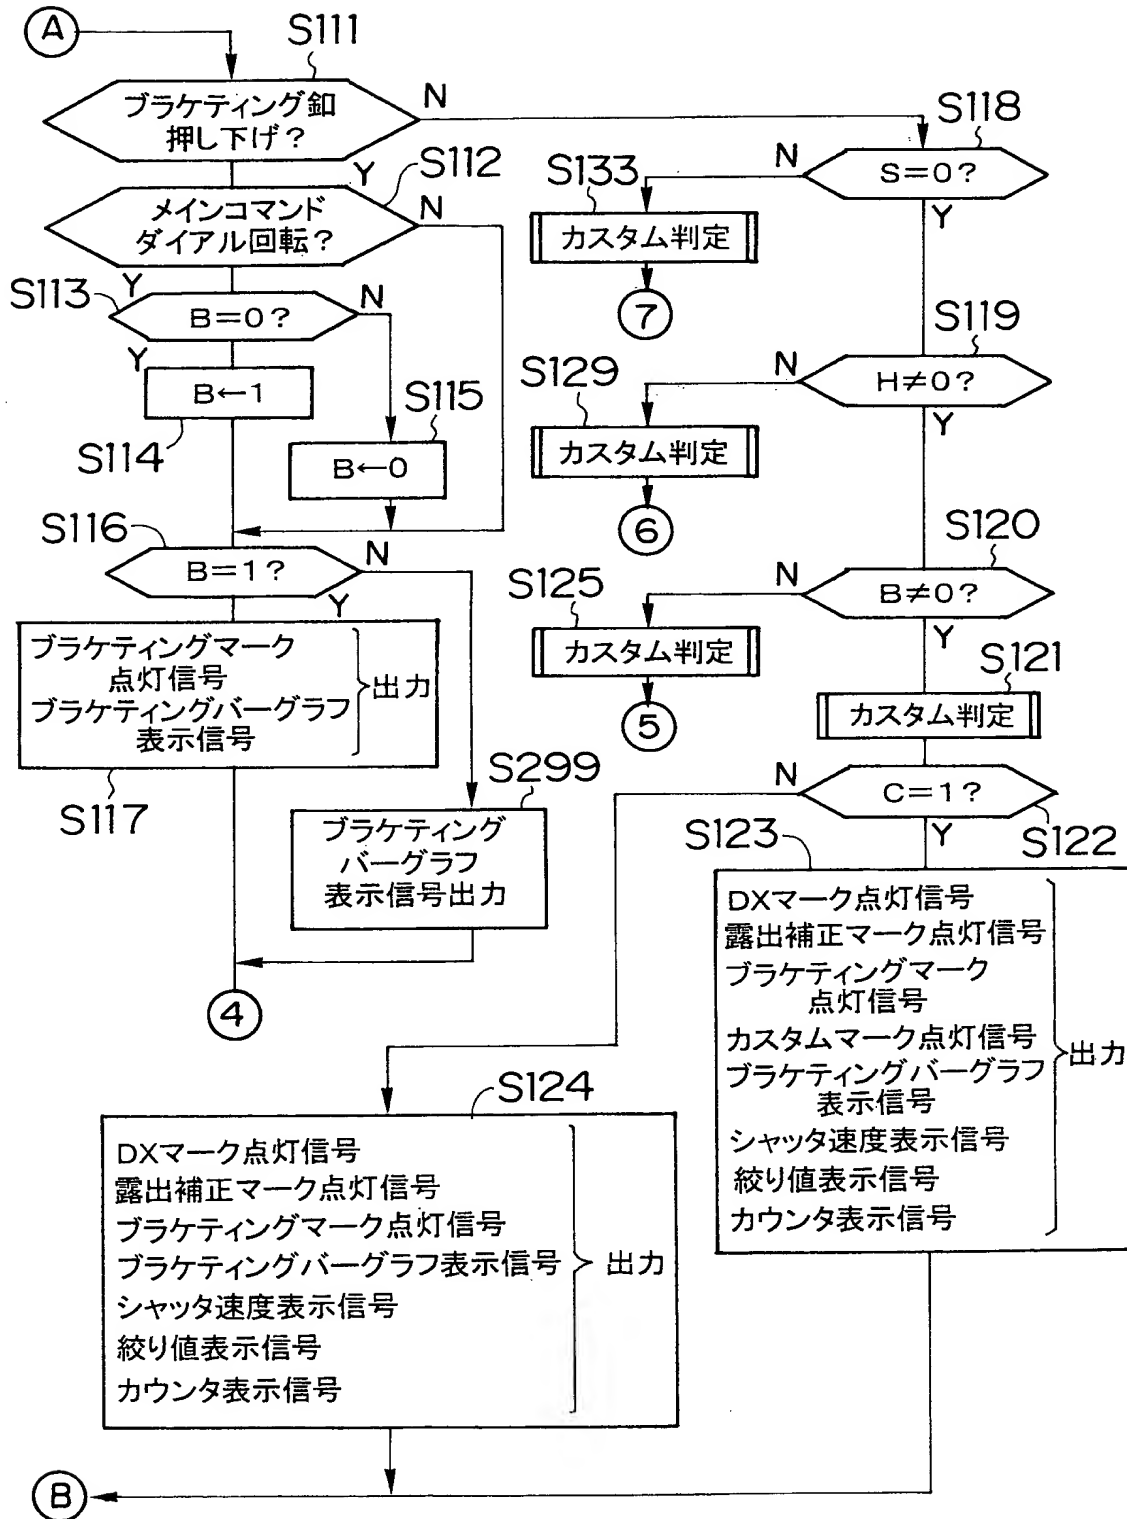 A
S111
ブラケティング釦
押し下げ?
N
Y
S112
メインコマンド
ダイアル回転?
N
Y
S113
B=0?
N
Y
B←1
S114
S115
B←0
S116
B=1?
N
Y
ブラケティングマーク
点灯信号
ブラケティングバーグラフ
表示信号
出力
S117
S299
ブラケティング
バーグラフ
表示信号出力
4
S118
S=0?
N
Y
S133
カスタム判定
7
S119
H≠0?
N
Y
S129
カスタム判定
6
S120
B≠0?
N
Y
S125
カスタム判定
5
S121
カスタム判定
C=1?
N
Y
S122
S123
DXマーク点灯信号
露出補正マーク点灯信号
ブラケティングマーク
点灯信号
カスタムマーク点灯信号
ブラケティングバーグラフ
表示信号
シャッタ速度表示信号
絞り値表示信号
カウンタ表示信号
出力
S124
DXマーク点灯信号
露出補正マーク点灯信号
ブラケティングマーク点灯信号
ブラケティングバーグラフ表示信号
シャッタ速度表示信号
絞り値表示信号
カウンタ表示信号
出力
B